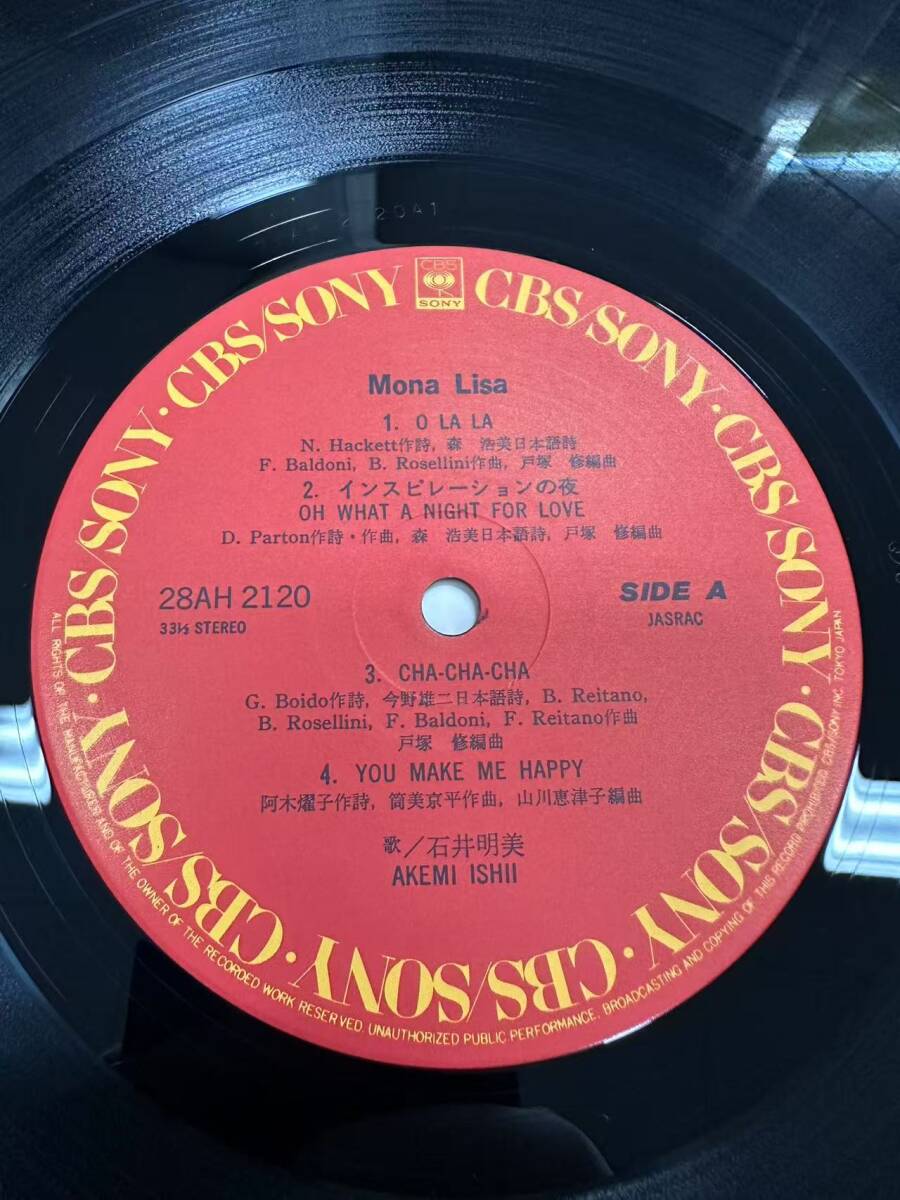 20A1
CBS
SONY
CBS/SONY · CBS/SONY · CBS/SONY · CBS/SONY · CBS/SONY · CBS/SONY · CBS/SONY · CBS/SONY
Mona Lisa
1. O LA LA
N. Hackett作詩, 森 浩美日本語詩
F. Baldoni, B. Rosellini作曲, 戸塚 修編曲
2. インスピレーションの夜
OH WHAT A NIGHT FOR LOVE
D. Parton作詩・作曲, 森 浩美日本語詩, 戸塚 修編曲
28AH 2120
33⅓ STEREO
SIDE A
JASRAC
3. CHA-CHA-CHA
G. Boido作詩, 今野雄二日本語詩, B. Reitano,
B. Rosellini, F. Baldoni, F. Reitano作曲
戸塚 修編曲
4. YOU MAKE ME HAPPY
阿木燿子作詩, 筒美京平作曲, 山川恵津子編曲
歌/石井明美
AKEMI ISHII
ALL RIGHTS OF THE MANUFACTURER AND OF THE OWNER OF THE RECORDED WORK RESERVED. UNAUTHORIZED PUBLIC PERFORMANCE, BROADCASTING AND COPYING OF THIS RECORD PROHIBITED CBS/SONY INC. TOKYO JAPAN